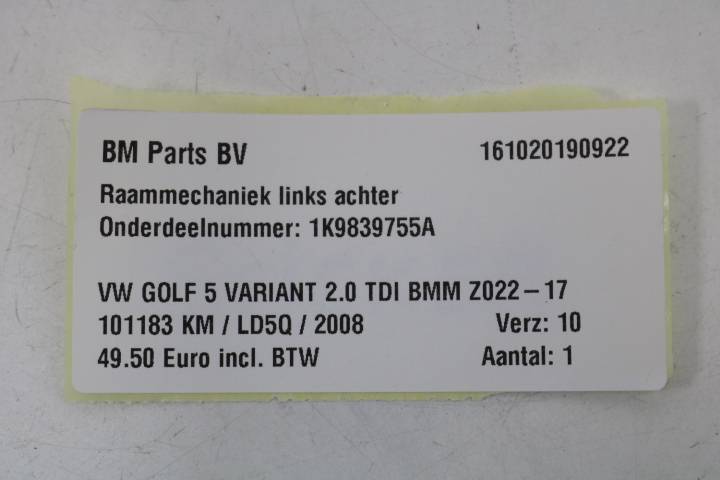 BM Parts BV 161020190922
Raammechaniek links achter
Onderdeelnummer: 1K9839755A
VW GOLF 5 VARIANT 2.0 TDI BMM Z022-17
101183 KM / LD5Q / 2008 Verz: 10
49.50 Euro incl. BTW Aantal: 1